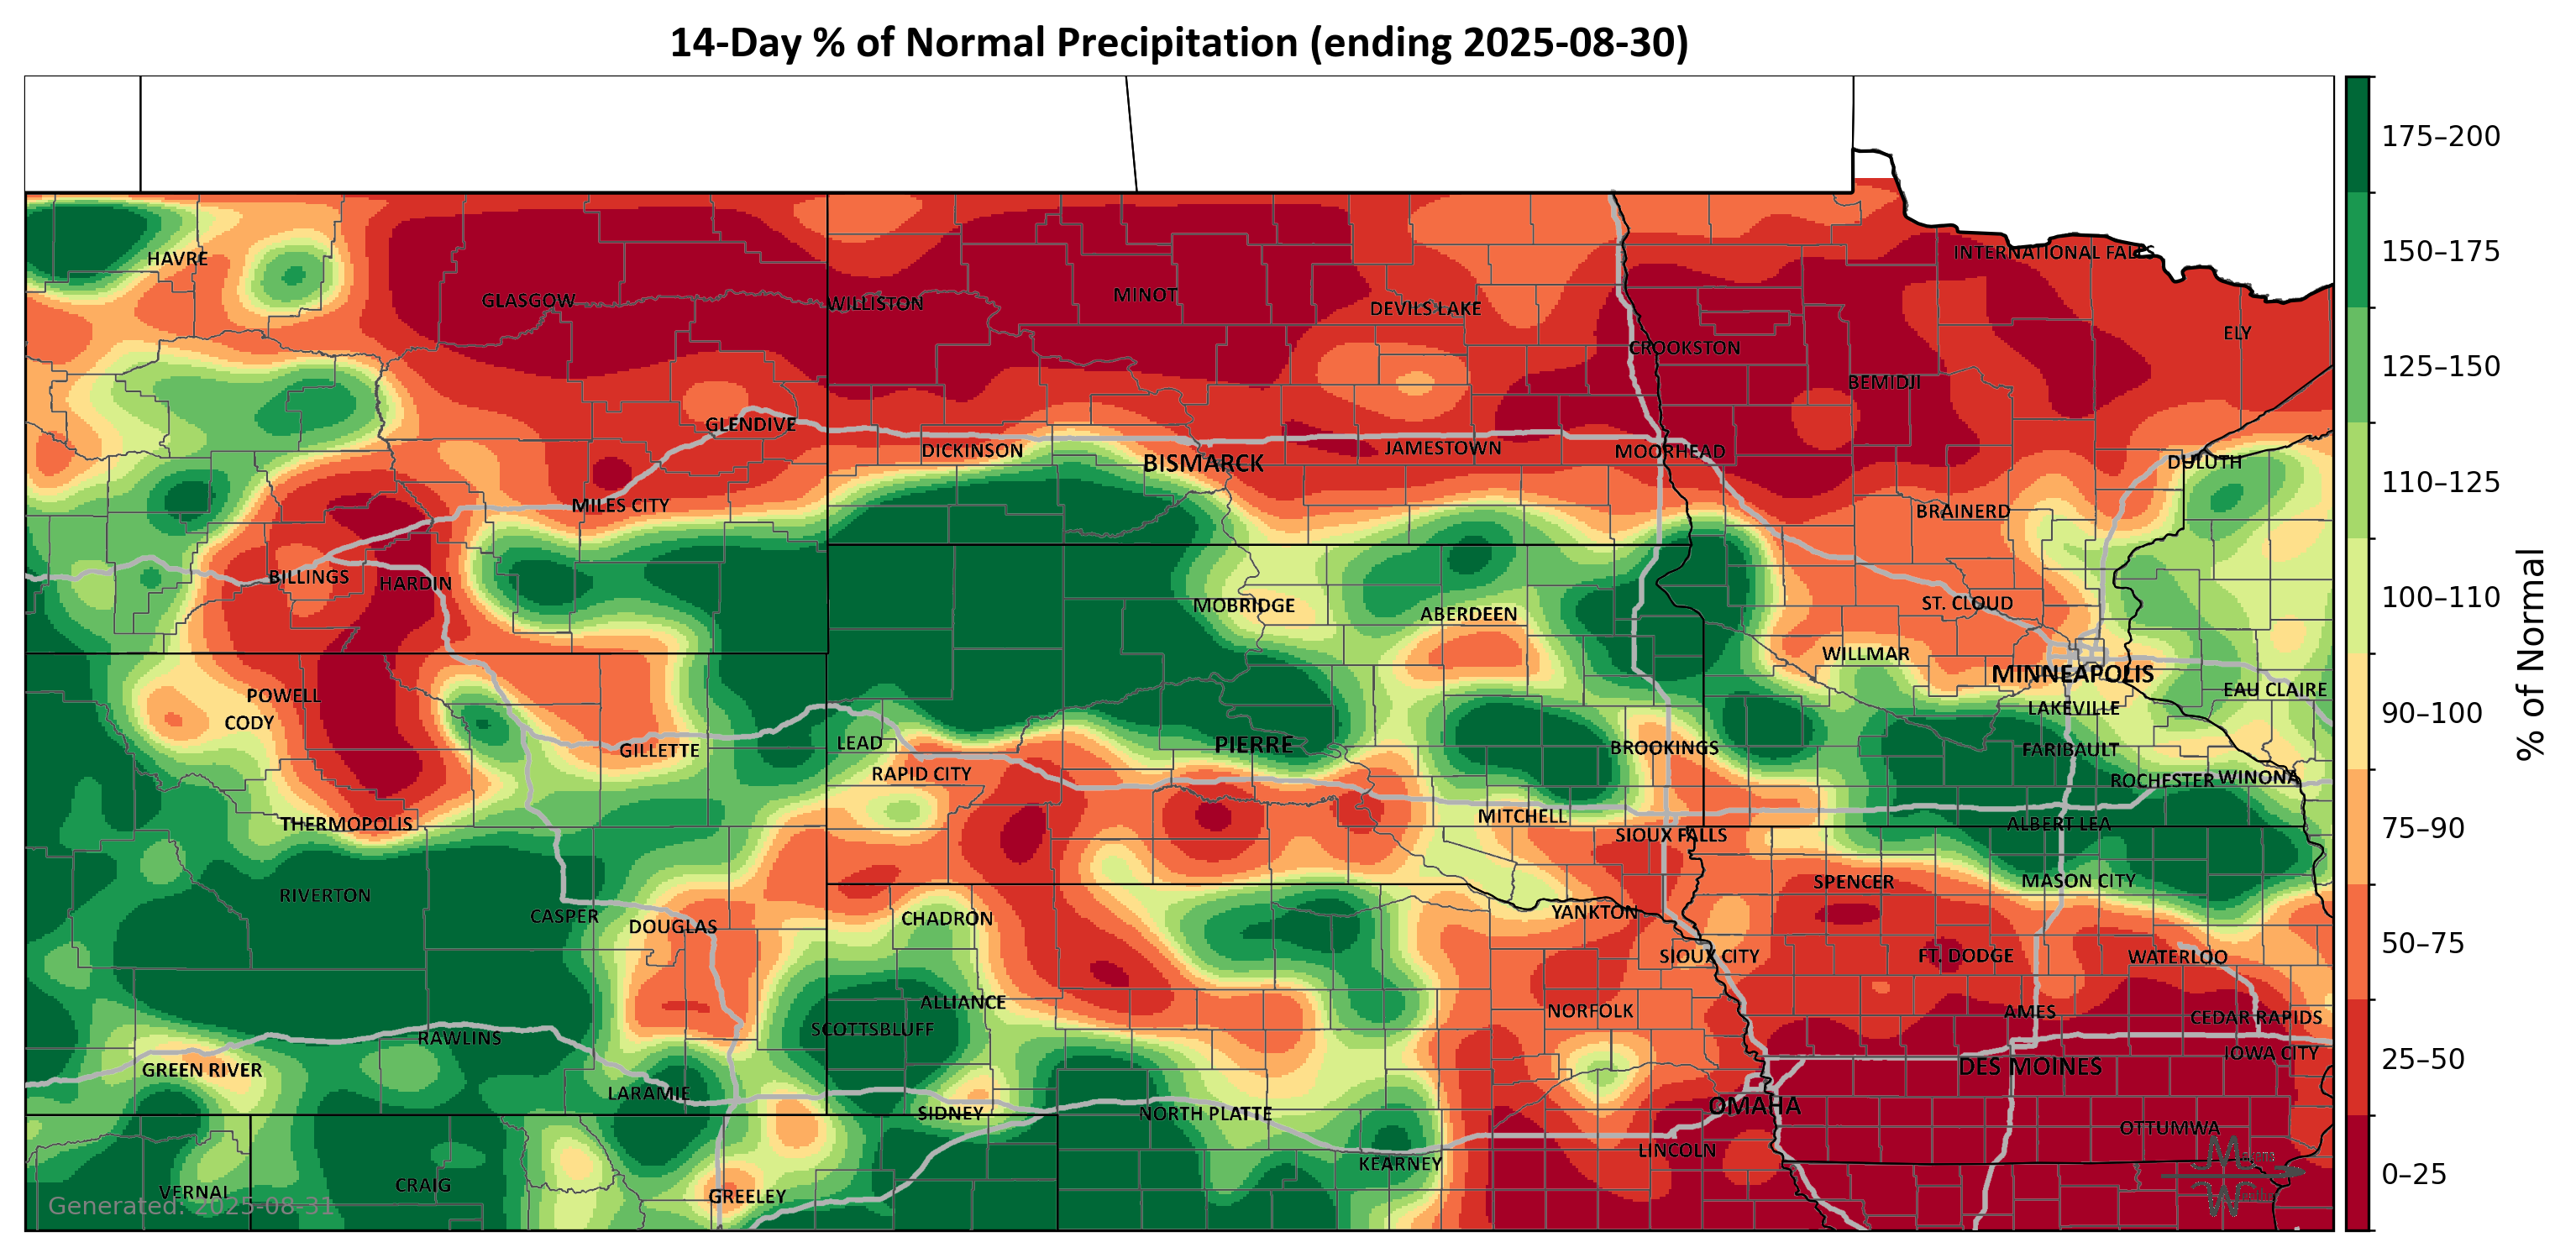 14-Day % of Normal Precipitation (ending 2025-08-30)
175–200
HAVRE
INTERNATIONAL FALLS
150–175
GLASGOW
WILLISTON
MINOT
DEVILS LAKE
ELY
CROOKSTON
125–150
BEMIDJI
GLENDIVE
DICKINSON
BISMARCK
JAMESTOWN
MOORHEAD
DULUTH
110–125
MILES CITY
BRAINERD
BILLINGS
HARDIN
MOBRIDGE
ABERDEEN
ST. CLOUD
100–110
WILLMAR
MINNEAPOLIS
% of Normal
POWELL
EAU CLAIRE
CODY
LAKEVILLE
90–100
GILLETTE
LEAD
PIERRE
BROOKINGS
FARIBAULT
RAPID CITY
ROCHESTER
WINONA
THERMOPOLIS
MITCHELL
ALBERT LEA
75–90
SIOUX FALLS
RIVERTON
SPENCER
MASON CITY
CASPER
DOUGLAS
CHADRON
YANKTON
50–75
SIOUX CITY
FT. DODGE
WATERLOO
ALLIANCE
NORFOLK
AMES
CEDAR RAPIDS
SCOTTSBLUFF
RAWLINS
IOWA CITY
25–50
GREEN RIVER
DES MOINES
LARAMIE
SIDNEY
NORTH PLATTE
OMAHA
OTTUMWA
LINCOLN
KEARNEY
0–25
VERNAL
CRAIG
GREELEY
Generated: 2025-08-31